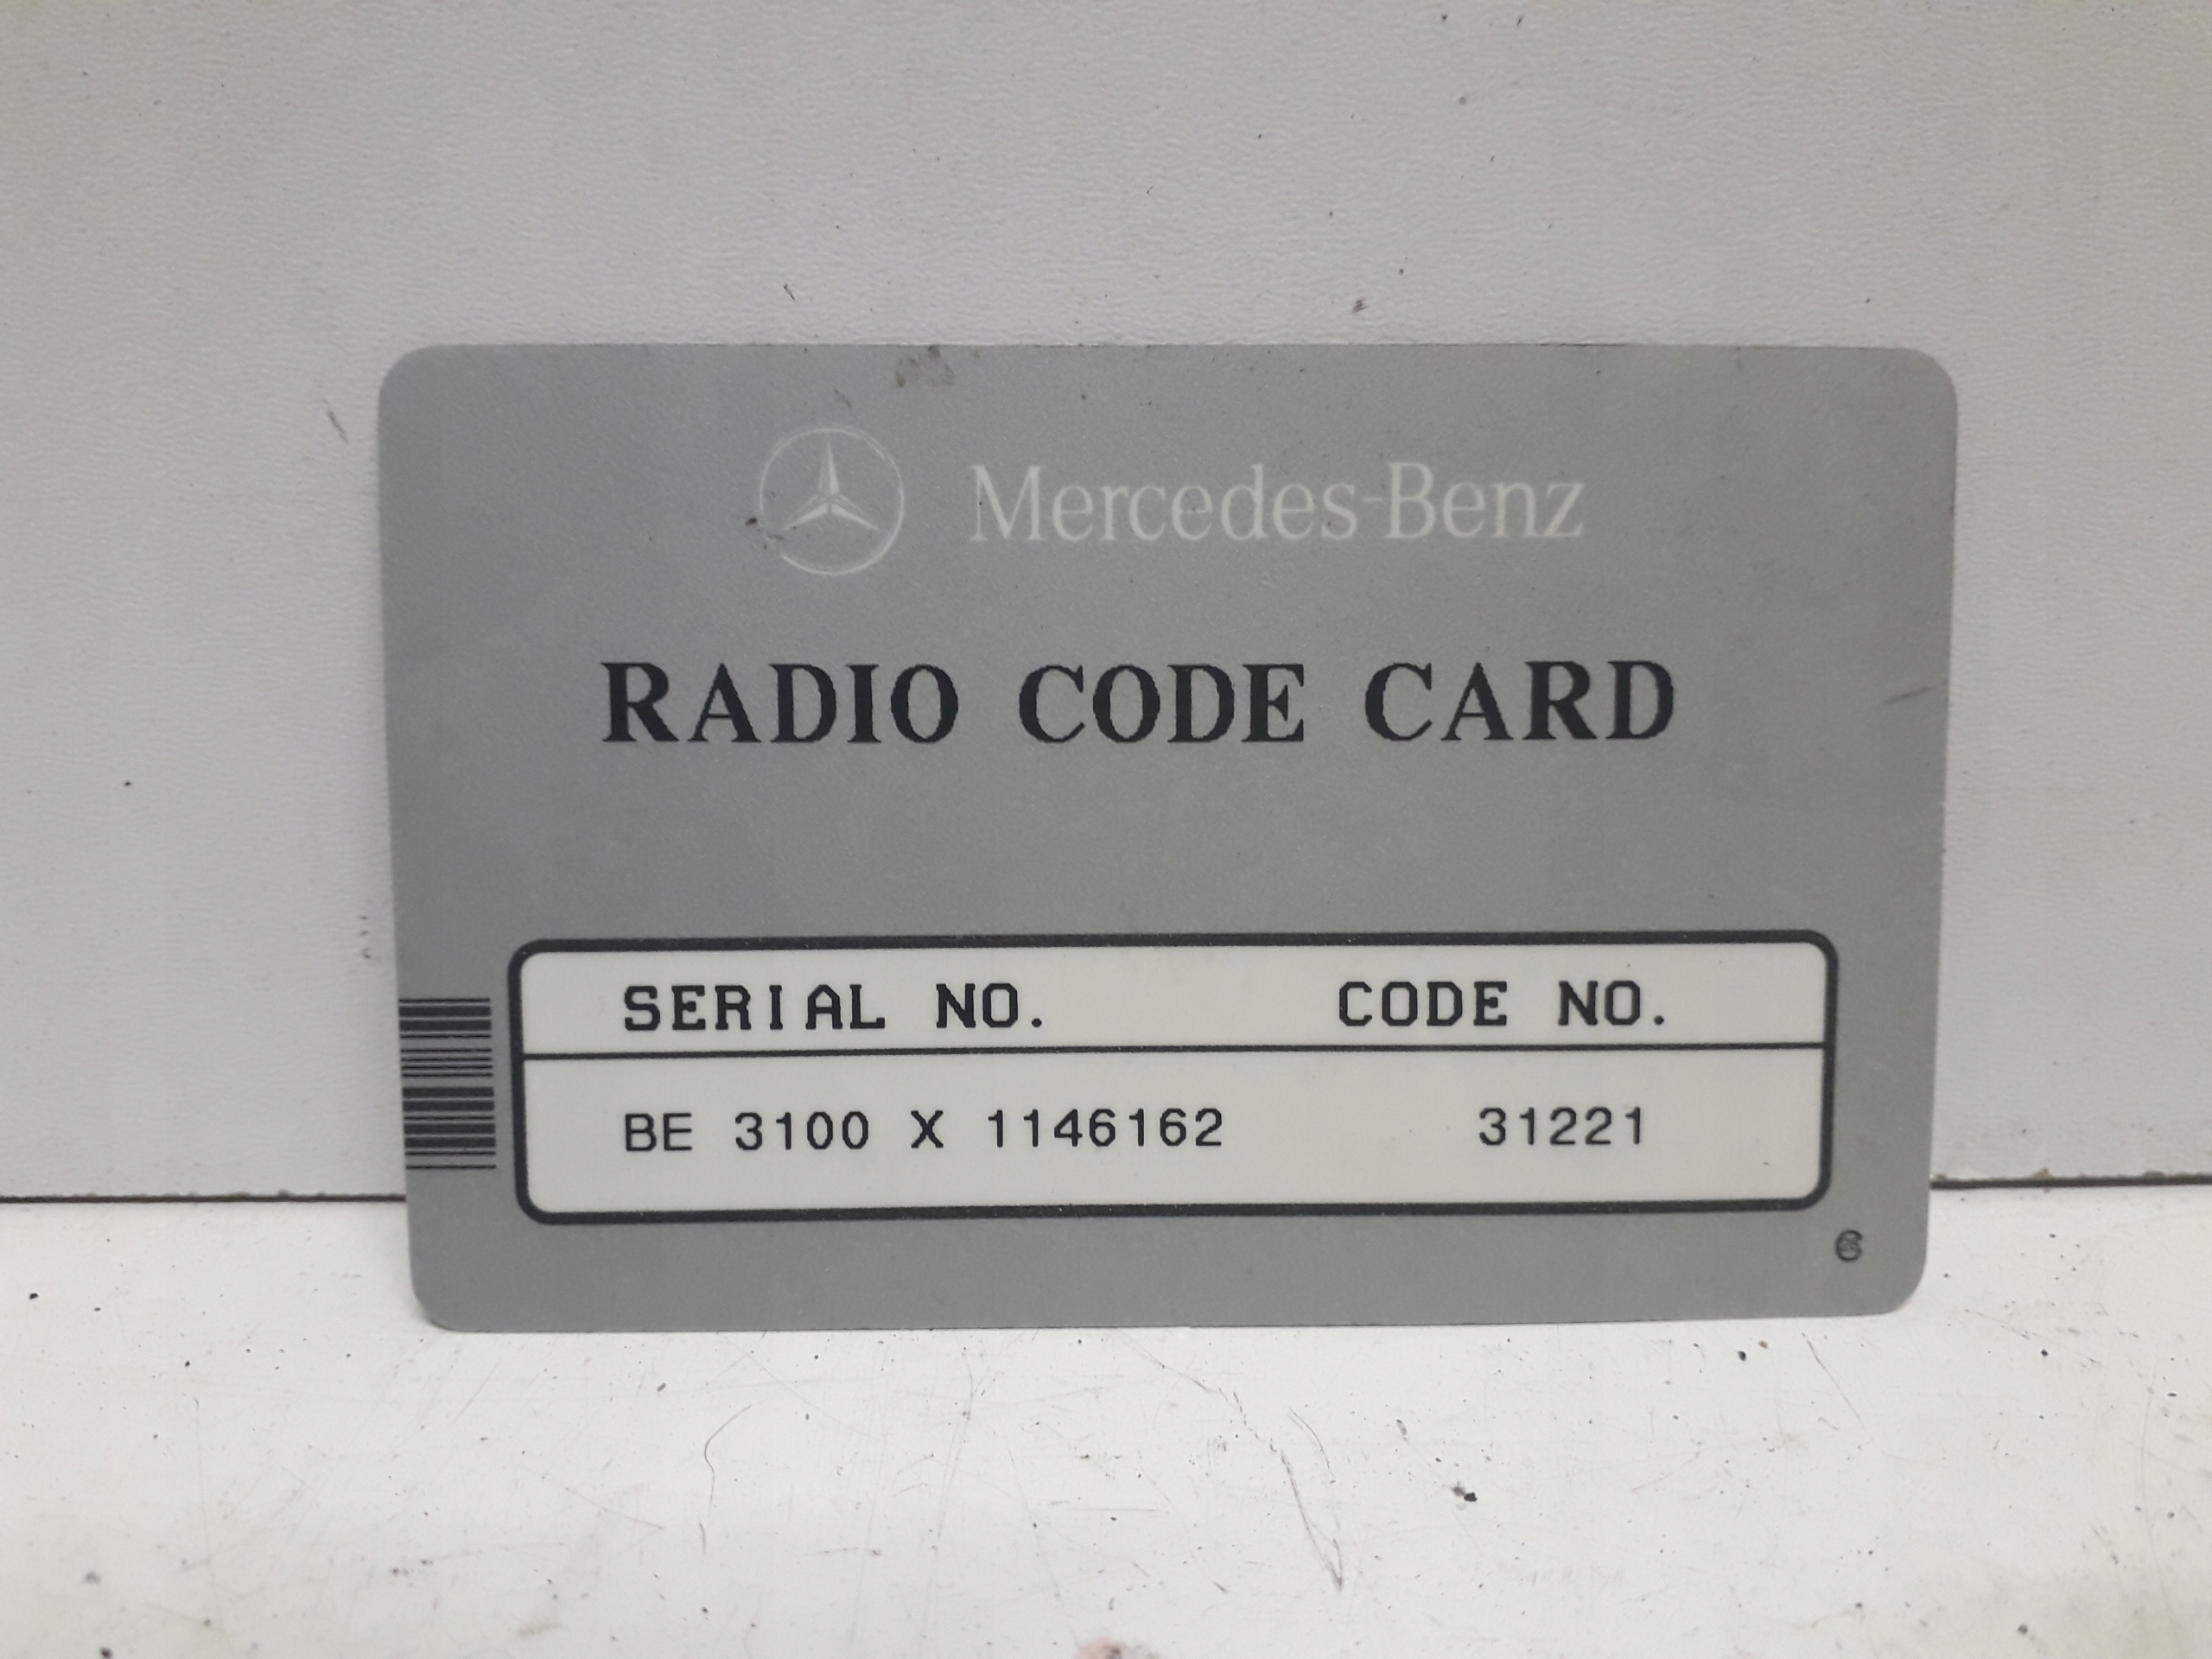 Mercedes-Benz
RADIO CODE CARD
SERIAL NO. CODE NO.
BE 3100 X 1146162 31221